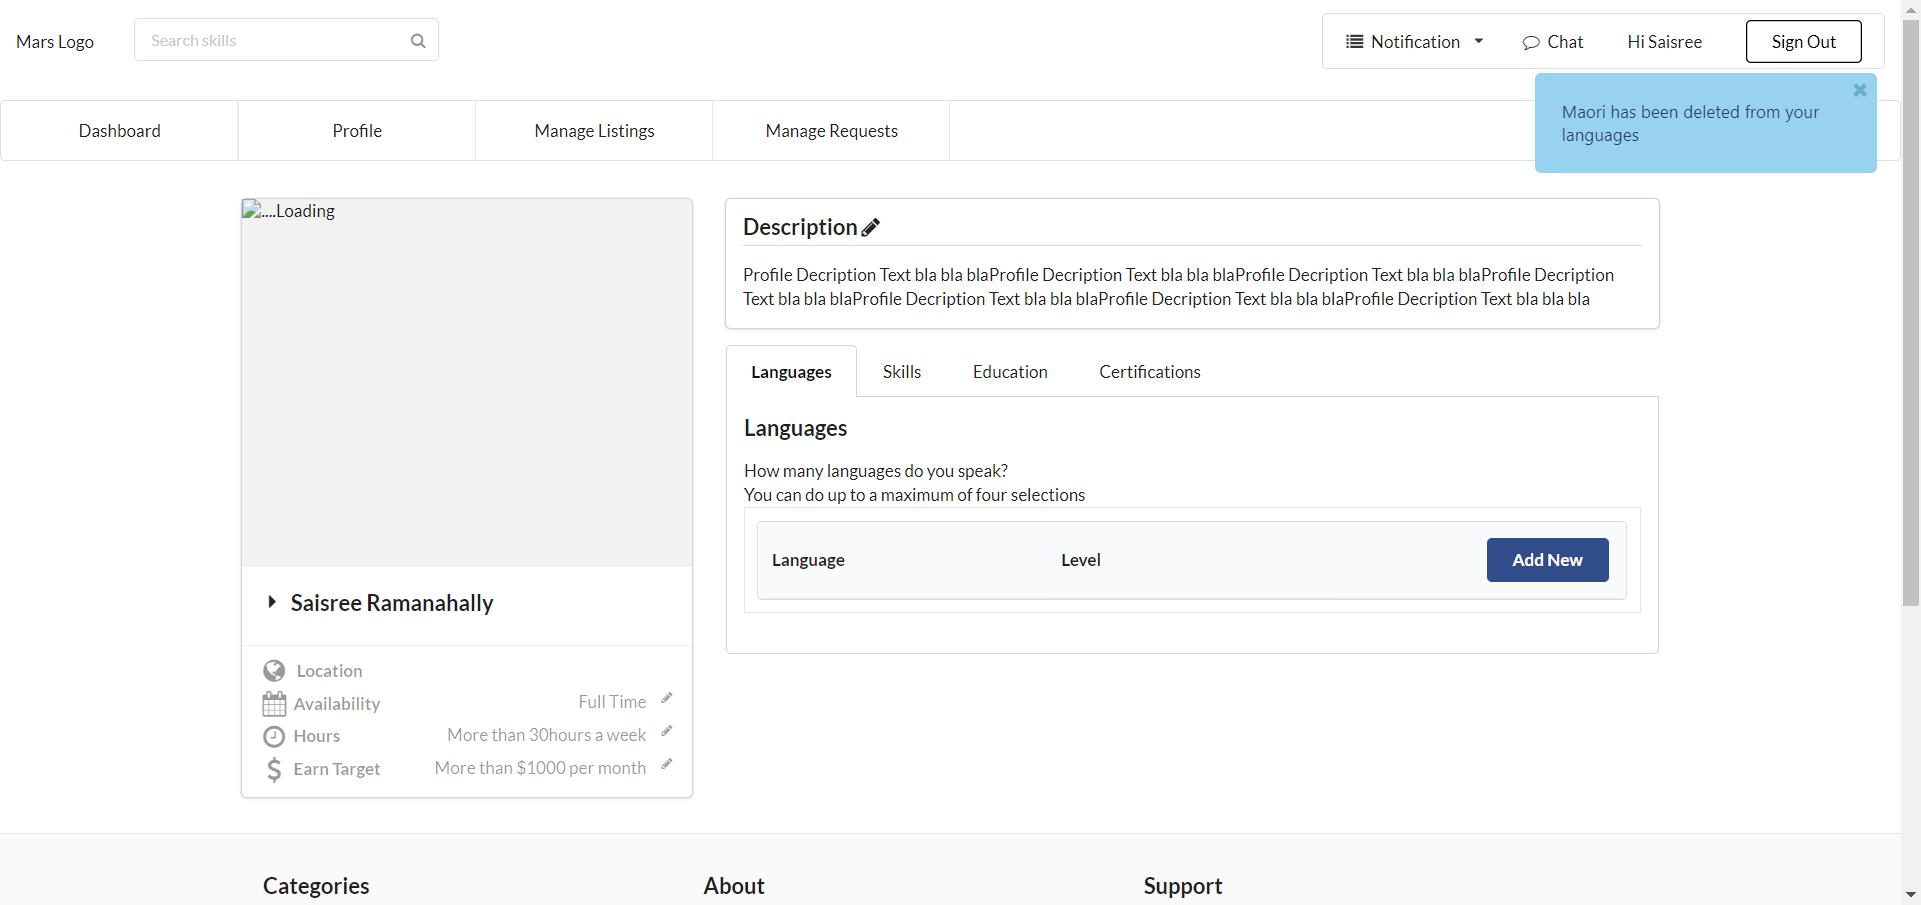 Mars Logo
Search skills
Notification
Chat
Hi Saisree
Sign Out
Maori has been deleted from your
languages
Dashboard
Profile
Manage Listings
Manage Requests
....Loading
Description
Profile Decription Text bla bla blaProfile Decription Text bla bla blaProfile Decription Text bla bla blaProfile Decription
Text bla bla blaProfile Decription Text bla bla blaProfile Decription Text bla bla blaProfile Decription Text bla bla bla
Languages
Skills
Education
Certifications
Languages
How many languages do you speak?
You can do up to a maximum of four selections
Language
Level
Add New
Saisree Ramanahally
Location
Availability
Full Time
Hours
More than 30hours a week
Earn Target
More than $1000 per month
Categories
About
Support